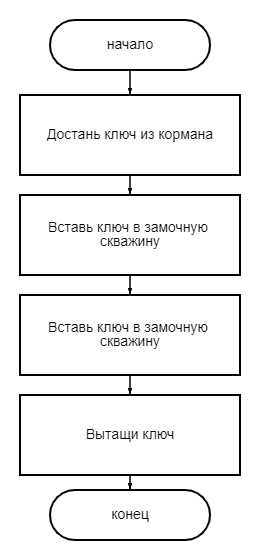 начало
Достань ключ из кормана
Вставь ключ в замочную
скважину
Вставь ключ в замочную
скважину
Вытащи ключ
конец